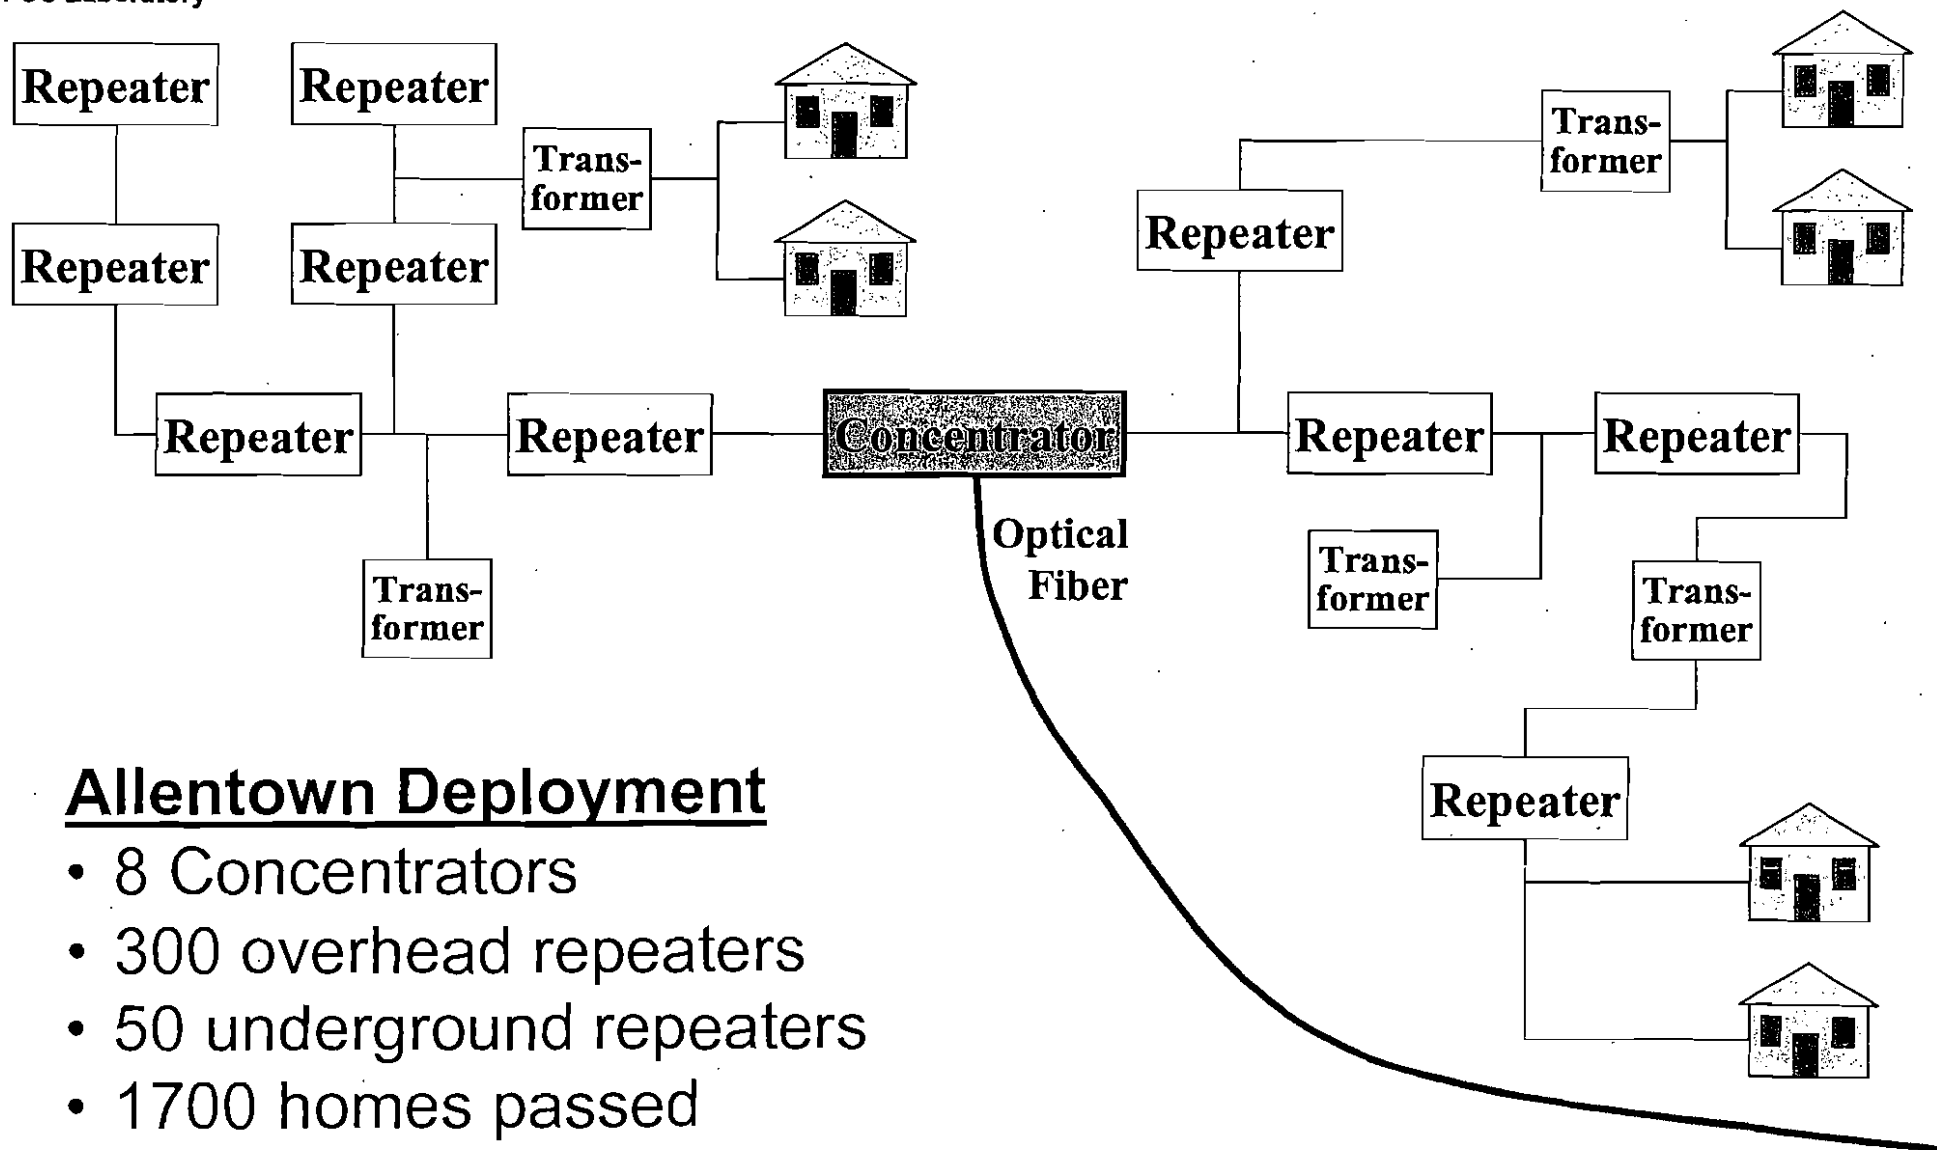 Repeater
Repeater
Trans-
former
Trans-
former
Repeater
Repeater
Repeater
Repeater
Repeater
Concentrator
Repeater
Repeater
Optical
Fiber
Trans-
former
Trans-
former
Trans-
former
Repeater
Allentown Deployment
• 8 Concentrators
• 300 overhead repeaters
• 50 underground repeaters
• 1700 homes passed